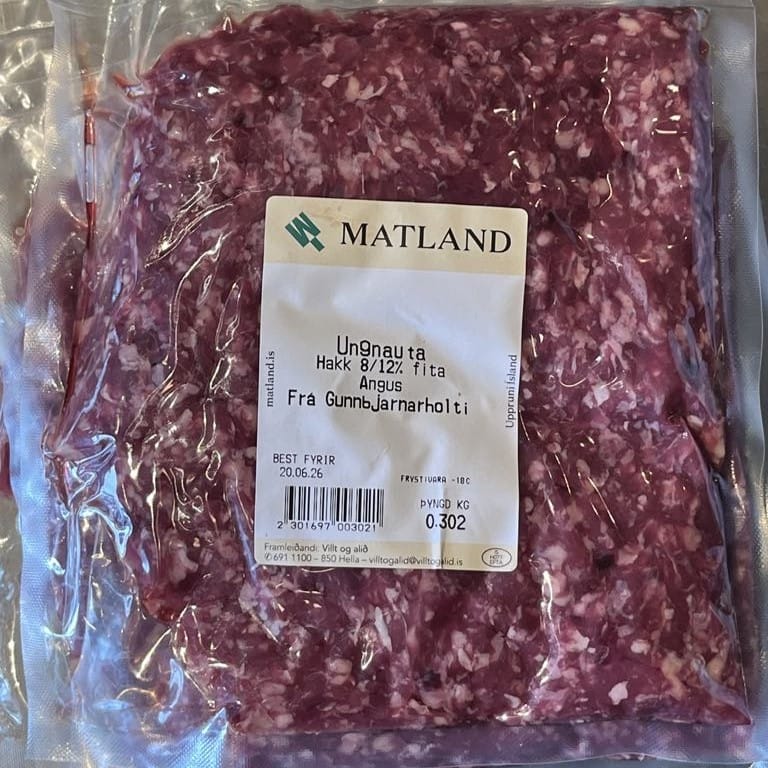 MATLAND
Ungnauta
Hakk 8/12% fita
Angus
Frá Gunnbjarnarholti
matland.is
Uppruni Ísland
BEST FYRIR
20.06.26
FRYSTIVARA -18C
ÞYNGD KG
0.302
2 301697 003021
Framleiðandi: Villt og alið
✆ 691 1100 – 850 Hella – villtogalid@villtogalid.is
IS
EFTA